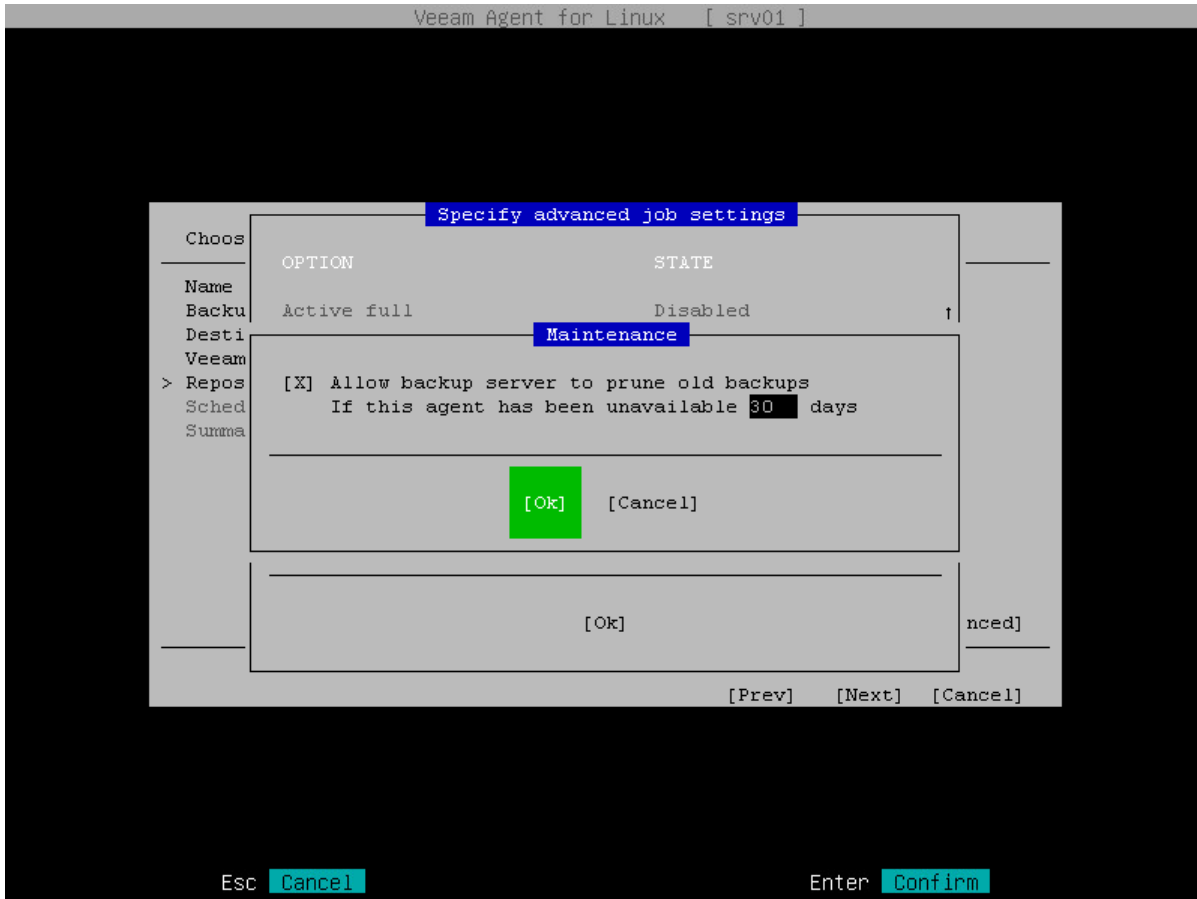 Veeam Agent for Linux [ srv01 ]
Specify advanced job settings
Choos
OPTION STATE
Name
Backu Active full Disabled ↑
Desti Maintenance
Veeam
> Repos [X] Allow backup server to prune old backups
Sched If this agent has been unavailable 30 days
Summa
[Ok] [Cancel]
[Ok] nced]
[Prev] [Next] [Cancel]
Esc Cancel Enter Confirm